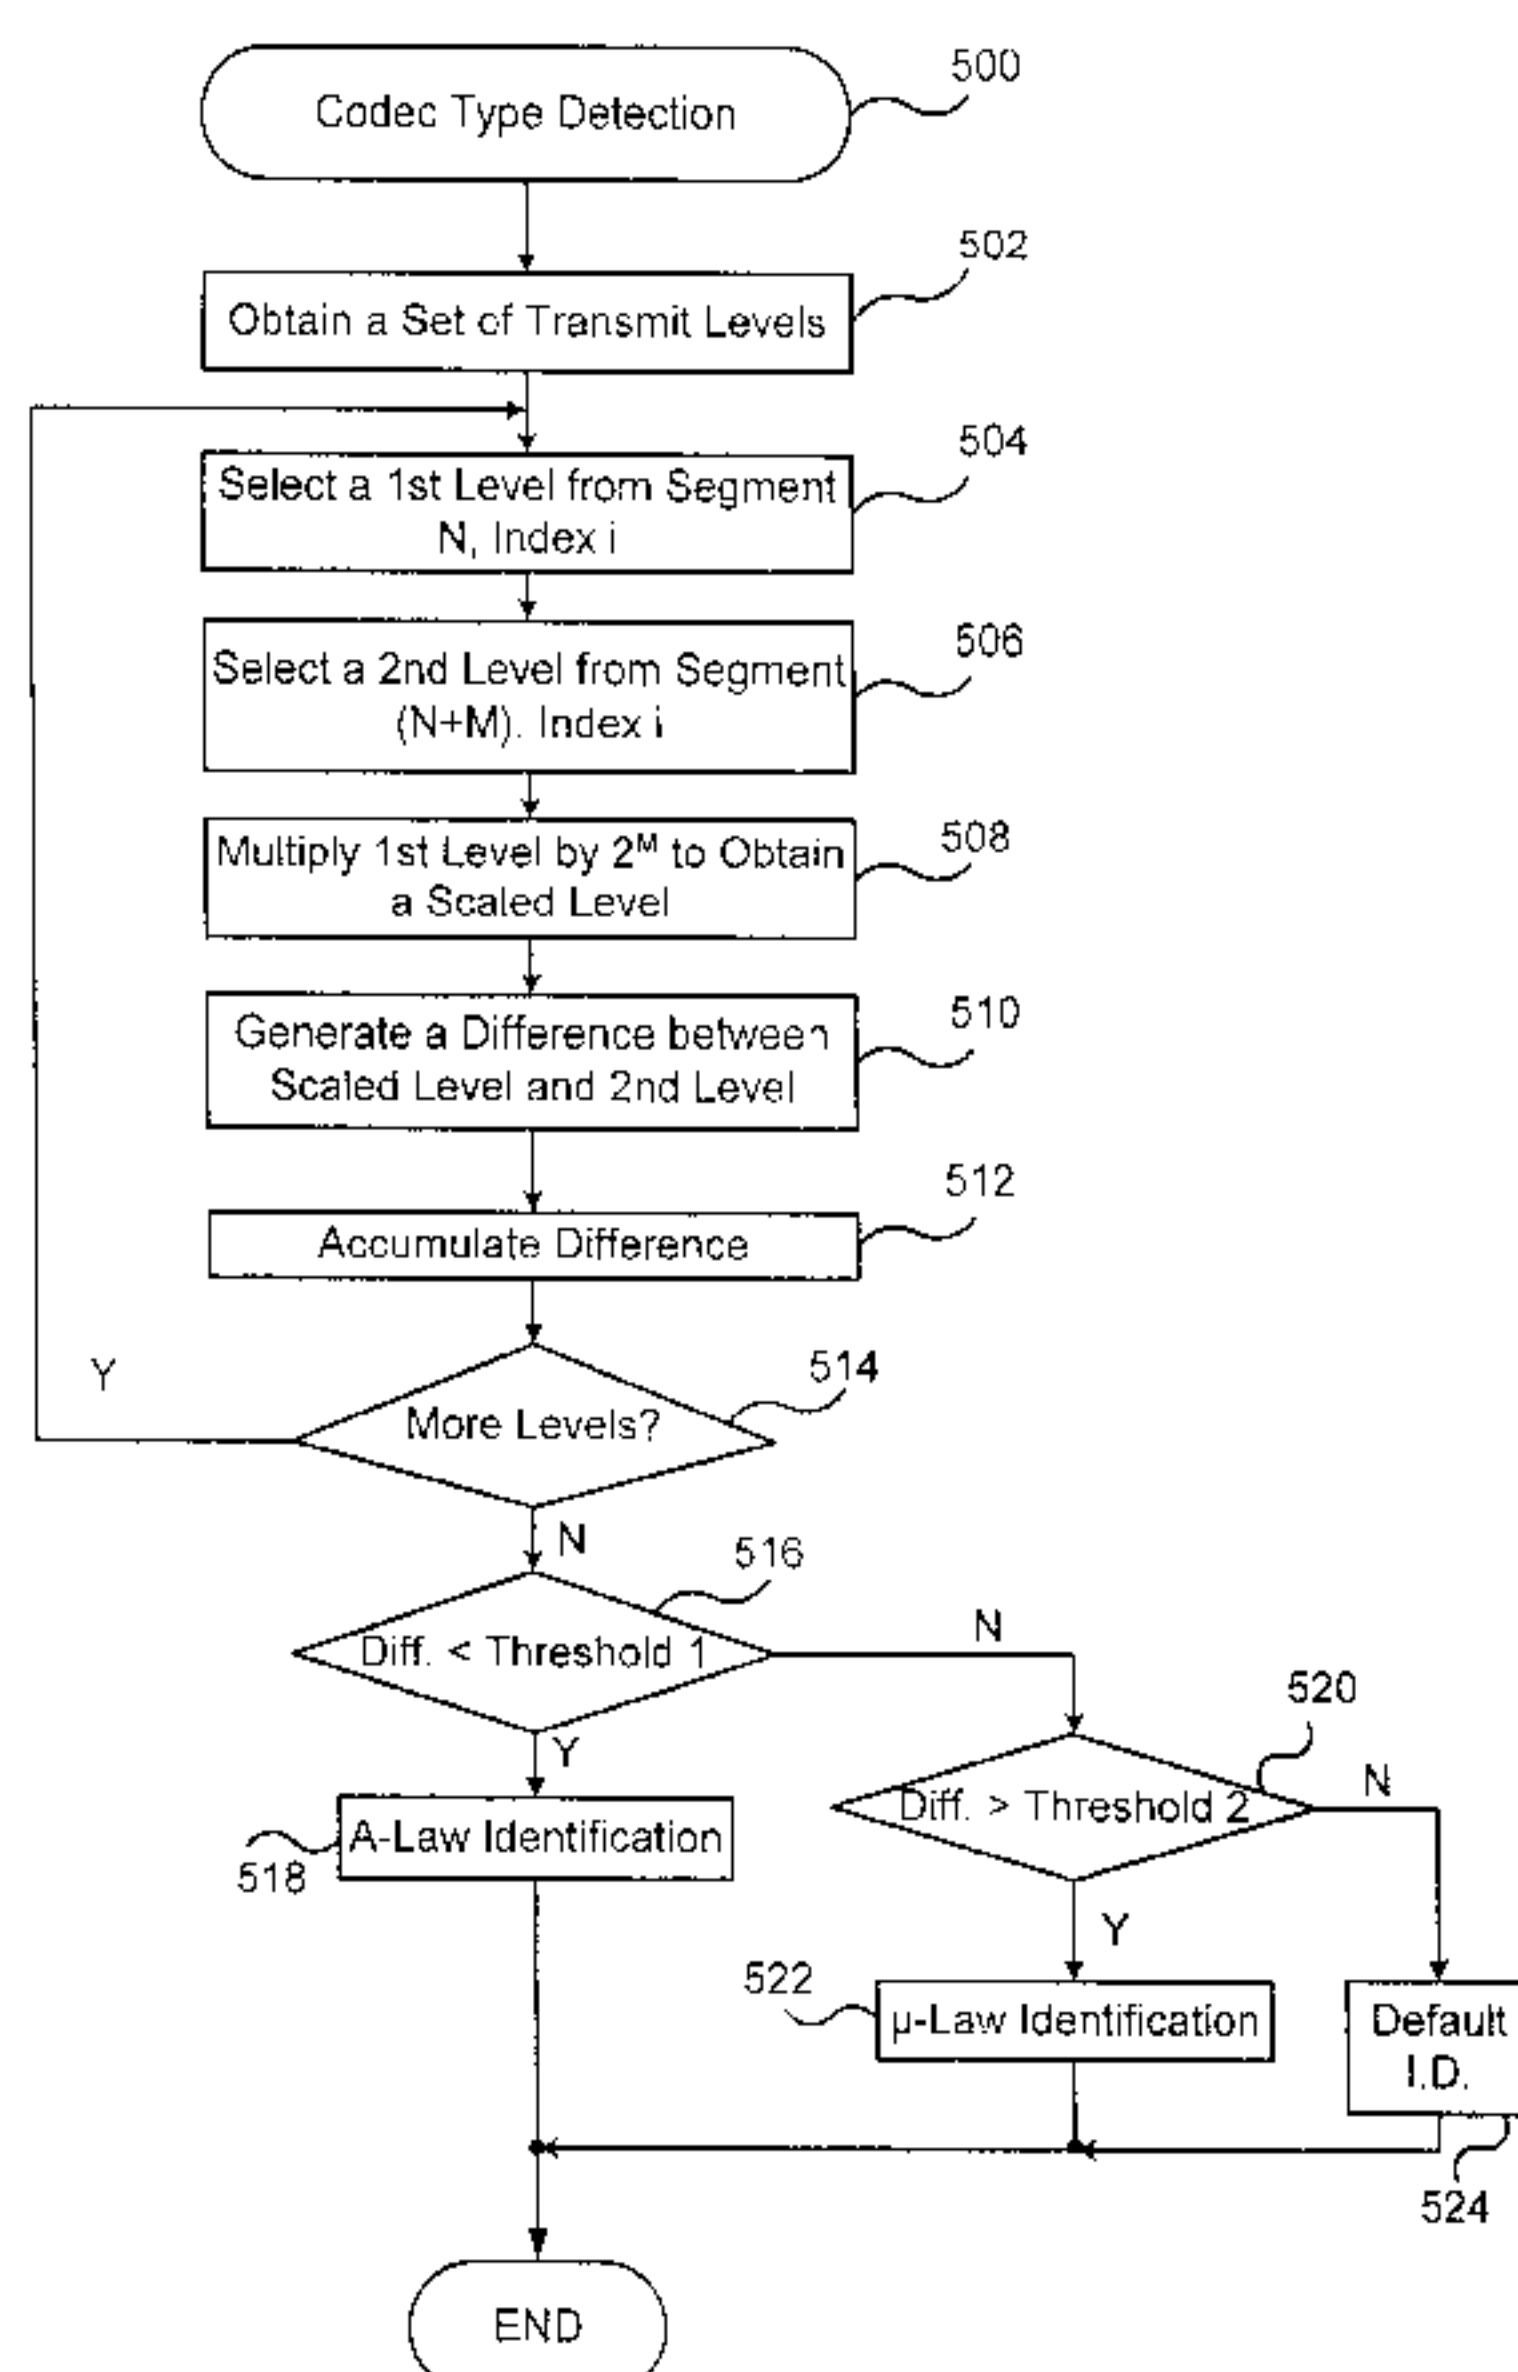 Codec Type Detection
500
502
Obtain a Set of Transmit Levels
504
Select a 1st Level from Segment
N, Index i
506
Select a 2nd Level from Segment
(N+M). Index i
508
Multiply 1st Level by 2ᴹ to Obtain
a Scaled Level
510
Generate a Difference between
Scaled Level and 2nd Level
512
Accumulate Difference
514
Y
More Levels?
N
516
Diff. < Threshold 1
N
520
Y
Diff. > Threshold 2
N
A-Law Identification
518
Y
522
µ-Law Identification
Default
I.D.
524
END